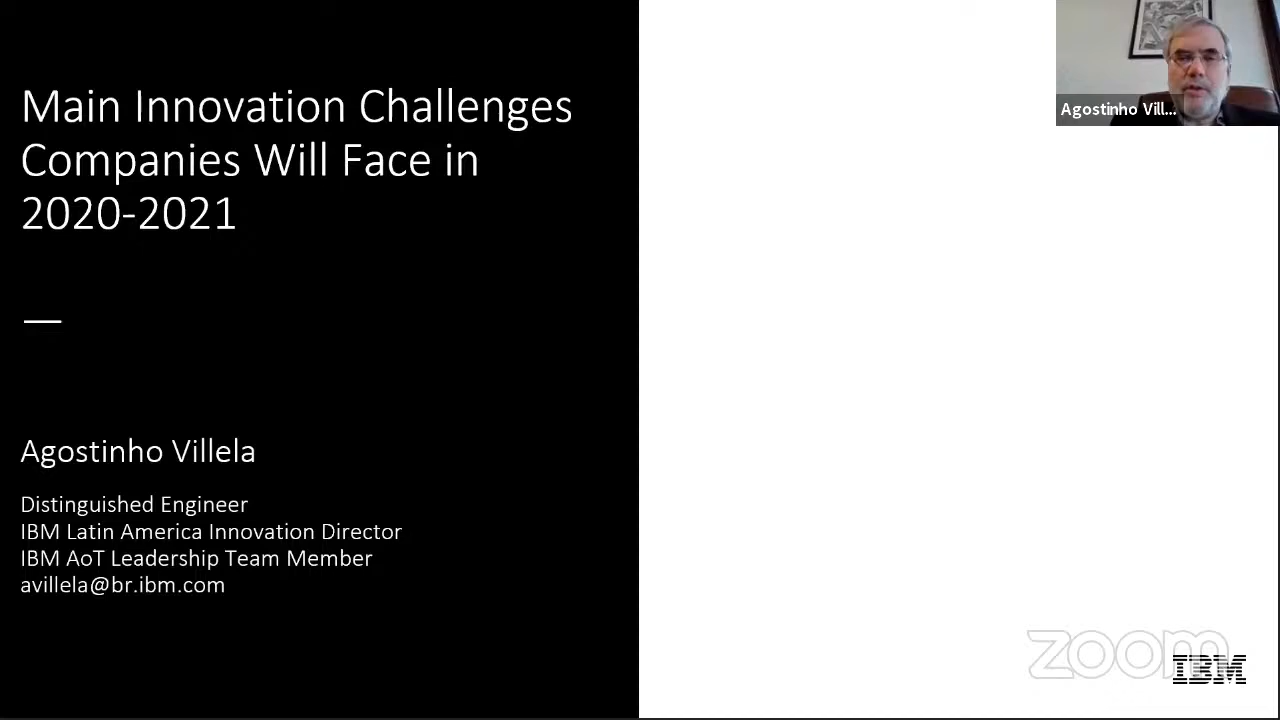 Main Innovation Challenges
Companies Will Face in
2020-2021
Agostinho Villela
Distinguished Engineer
IBM Latin America Innovation Director
IBM AoT Leadership Team Member
avillela@br.ibm.com
Agostinho Vill...
zoom
IBM